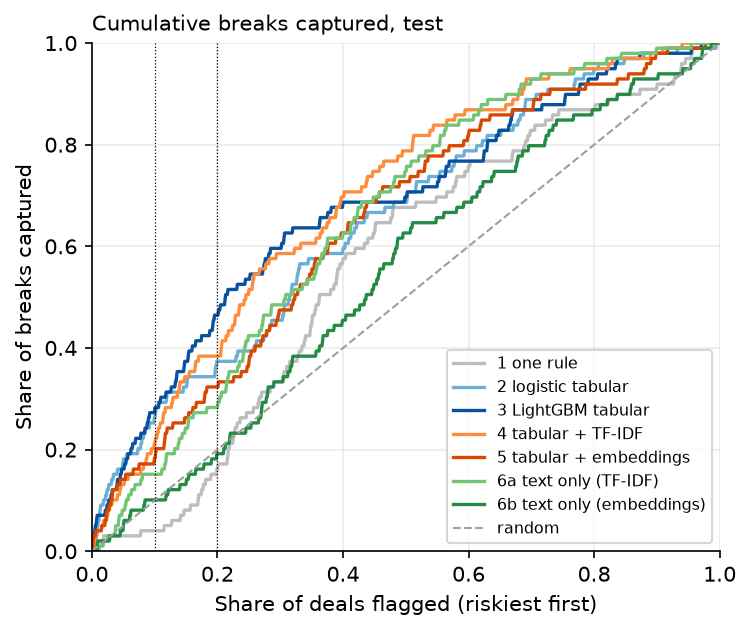 Cumulative breaks captured, test
1.0
0.8
0.6
0.4
0.2
0.0
Share of breaks captured
1 one rule
2 logistic tabular
3 LightGBM tabular
4 tabular + TF-IDF
5 tabular + embeddings
6a text only (TF-IDF)
6b text only (embeddings)
random
0.0 0.2 0.4 0.6 0.8 1.0
Share of deals flagged (riskiest first)